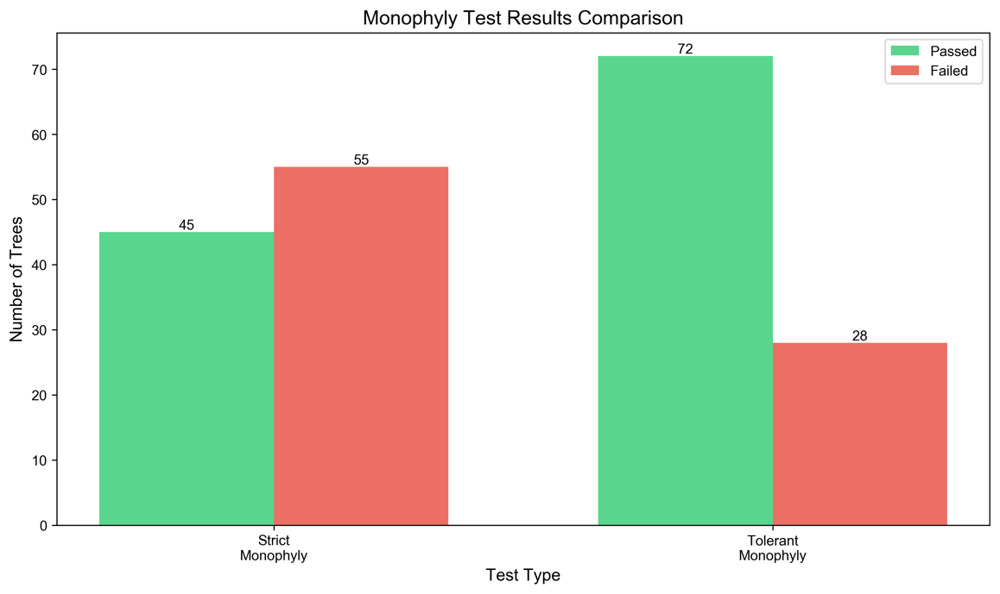 Monophyly Test Results Comparison
Passed
Failed
Number of Trees
70
60
50
40
30
20
10
0
45
55
72
28
Strict
Monophyly
Tolerant
Monophyly
Test Type